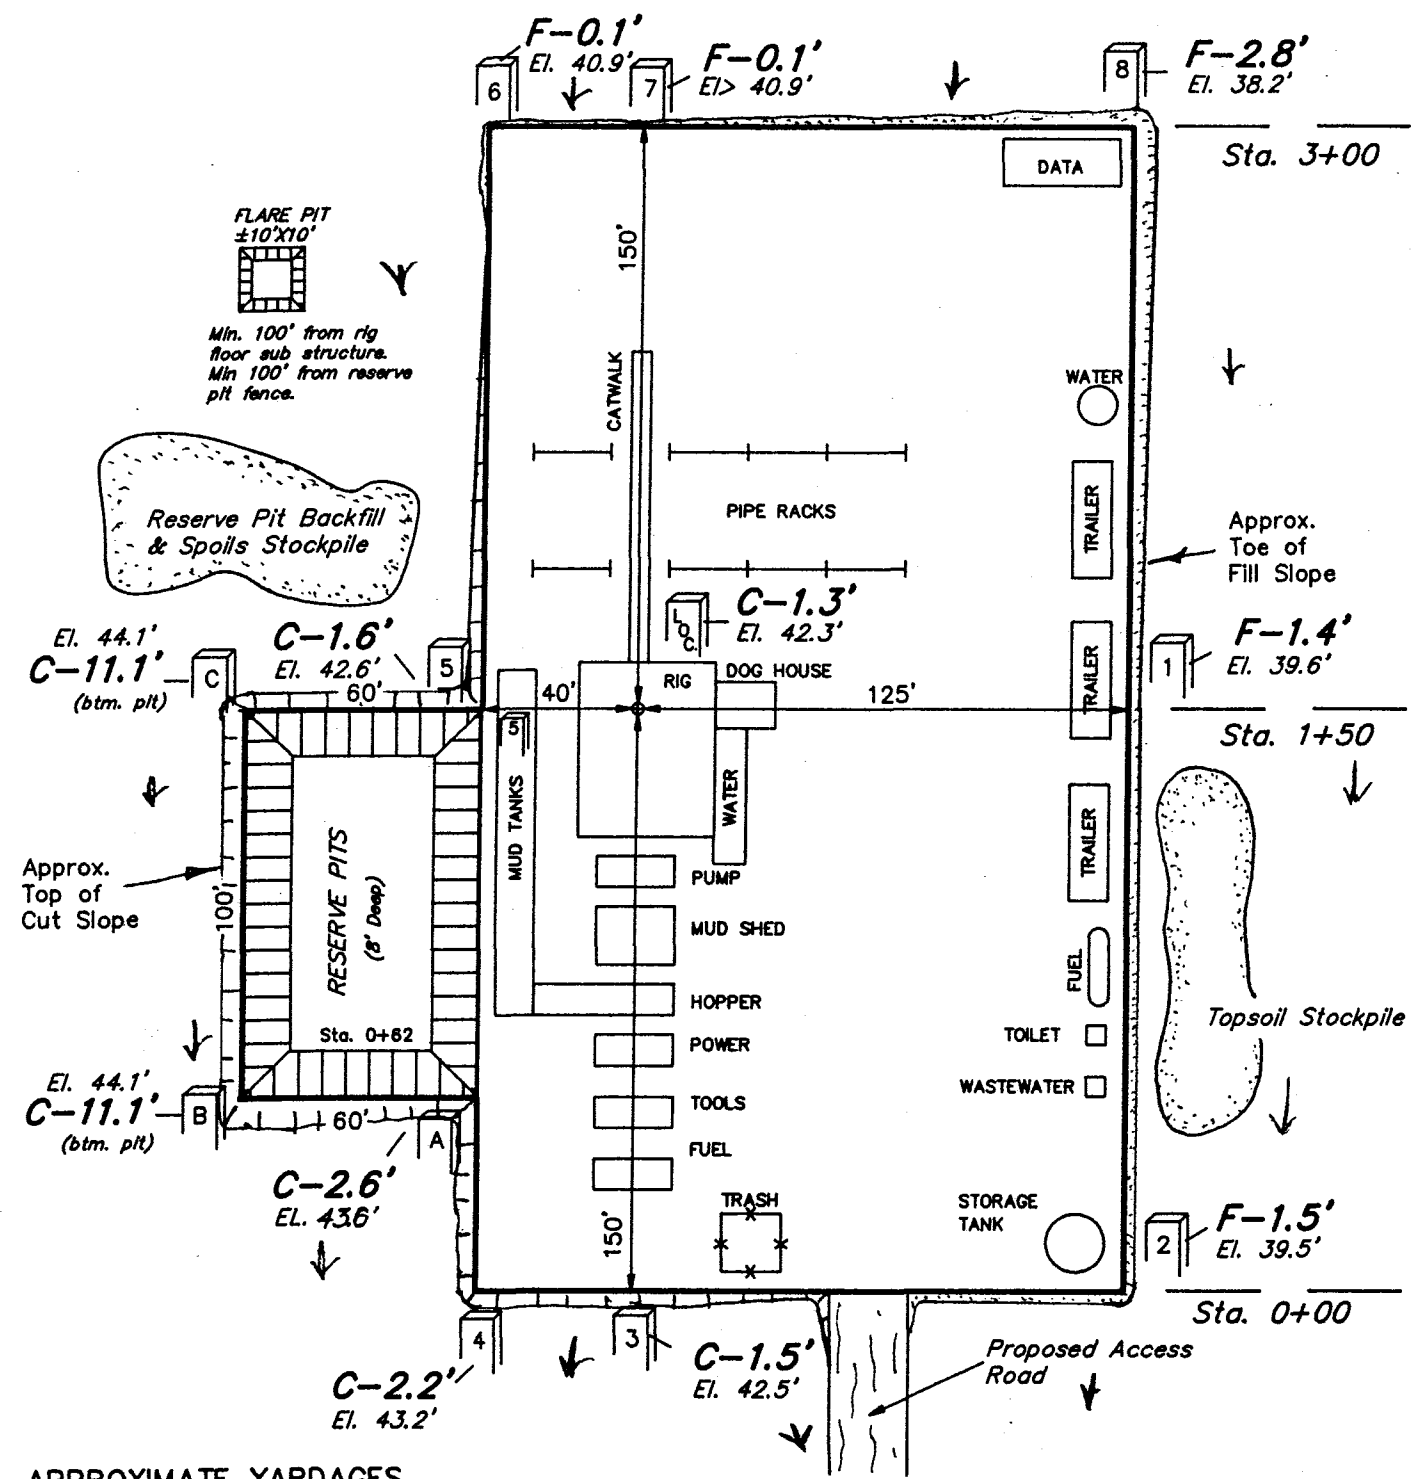 F-0.1'
El. 40.9'
6
F-0.1'
El> 40.9'
7
8
F-2.8'
El. 38.2'
Sta. 3+00
DATA
FLARE PIT
±10'X10'
150'
Min. 100' from rig
floor sub structure.
Min 100' from reserve
pit fence.
CATWALK
WATER
Reserve Pit Backfill
& Spoils Stockpile
PIPE RACKS
TRAILER
Approx.
Toe of
Fill Slope
C-1.3'
El. 42.3'
LOC.
El. 44.1'
C-11.1'
(btm. pit)
C
C-1.6'
El. 42.6'
5
60'
40'
RIG
DOG HOUSE
125'
TRAILER
1
F-1.4'
El. 39.6'
Sta. 1+50
5
MUD TANKS
WATER
TRAILER
RESERVE PITS
(8' Deep)
PUMP
Approx.
Top of
Cut Slope
100'
MUD SHED
FUEL
HOPPER
Topsoil Stockpile
Sta. 0+62
POWER
TOILET
WASTEWATER
El. 44.1'
C-11.1'
(btm. pit)
B
60'
A
TOOLS
FUEL
C-2.6'
EL. 43.6'
TRASH
STORAGE
TANK
150'
2
F-1.5'
El. 39.5'
Sta. 0+00
4
3
C-2.2'
El. 43.2'
C-1.5'
El. 42.5'
Proposed Access
Road
APPROXIMATE YARDAGES